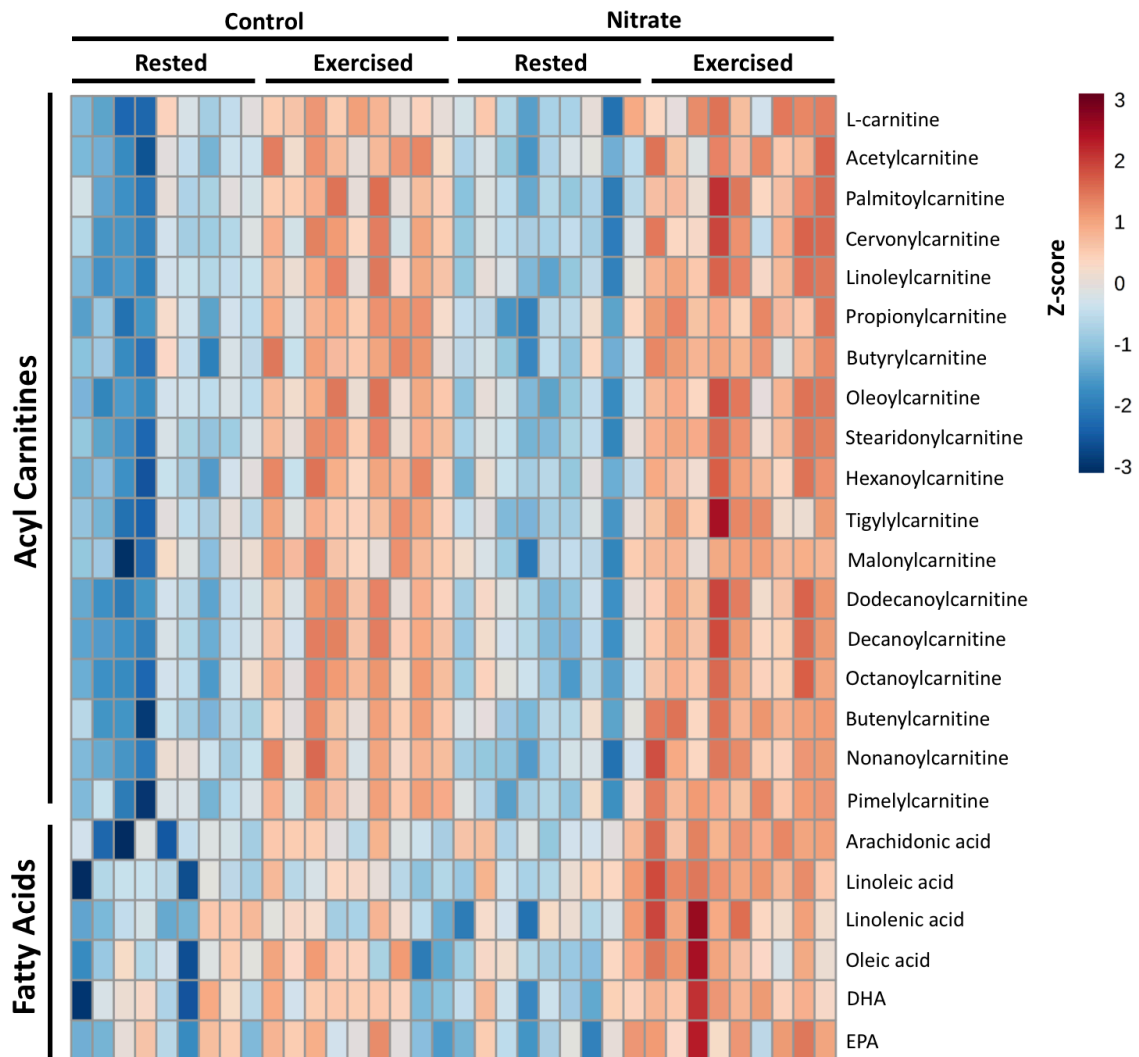 Control Nitrate
Rested Exercised Rested Exercised
Acyl Carnitines
L-carnitine
Acetylcarnitine
Palmitoylcarnitine
Cervonylcarnitine
Linoleylcarnitine
Propionylcarnitine
Butyrylcarnitine
Oleoylcarnitine
Stearidonylcarnitine
Hexanoylcarnitine
Tigylylcarnitine
Malonylcarnitine
Dodecanoylcarnitine
Decanoylcarnitine
Octanoylcarnitine
Butenylcarnitine
Nonanoylcarnitine
Pimelylcarnitine
Fatty Acids
Arachidonic acid
Linoleic acid
Linolenic acid
Oleic acid
DHA
EPA
Z-score
3
2
1
0
-1
-2
-3